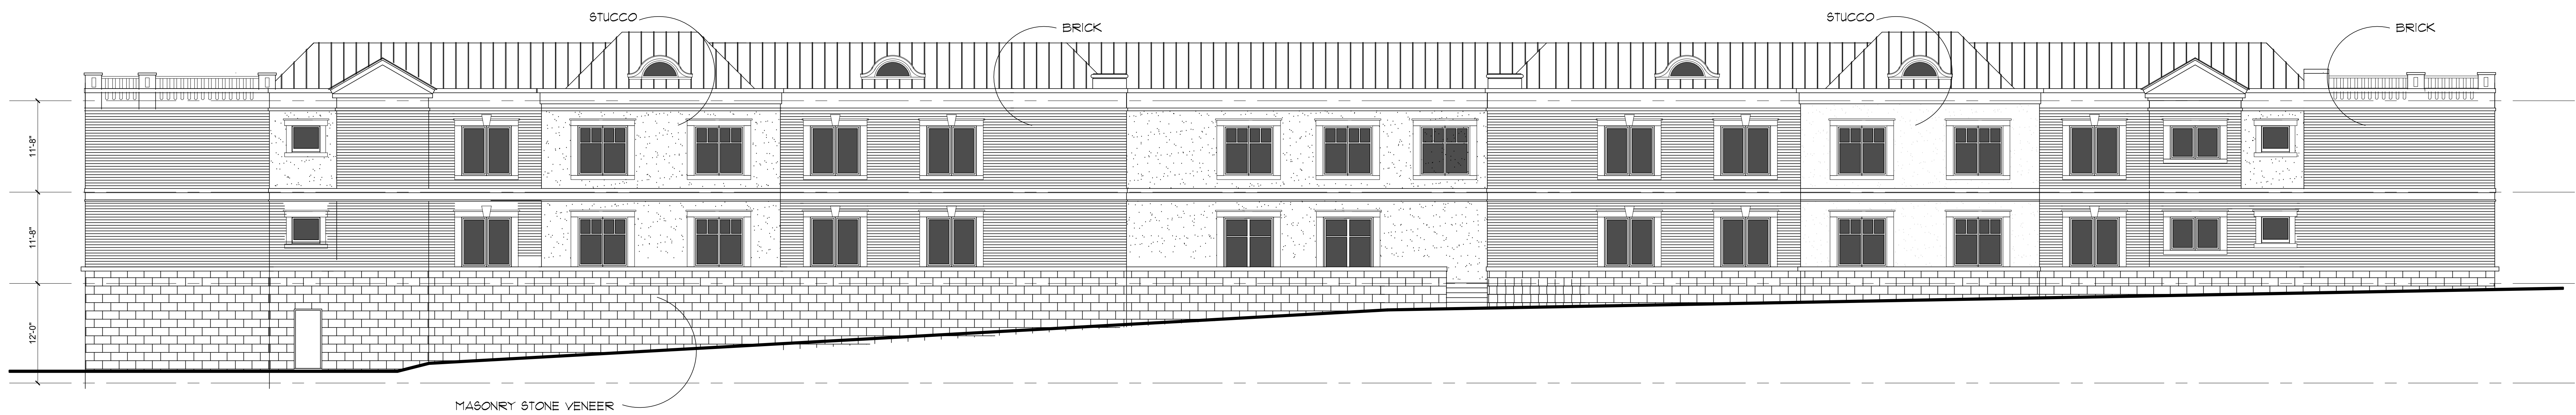 STUCCO
BRICK
STUCCO
BRICK
11'-8"
11'-8"
12'-0"
MASONRY STONE VENEER